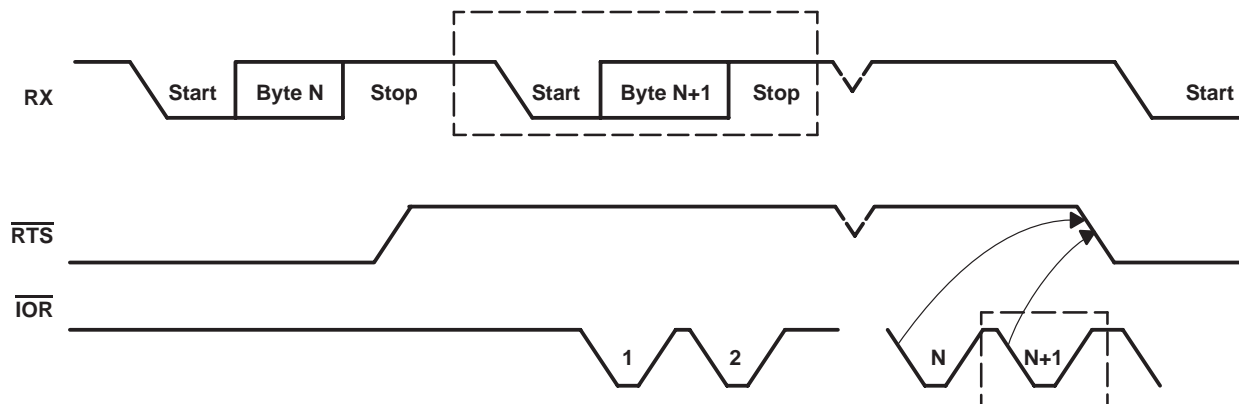 RX Start Byte N Stop Start Byte N+1 Stop Start
RTS
IOR
1 2 N N+1